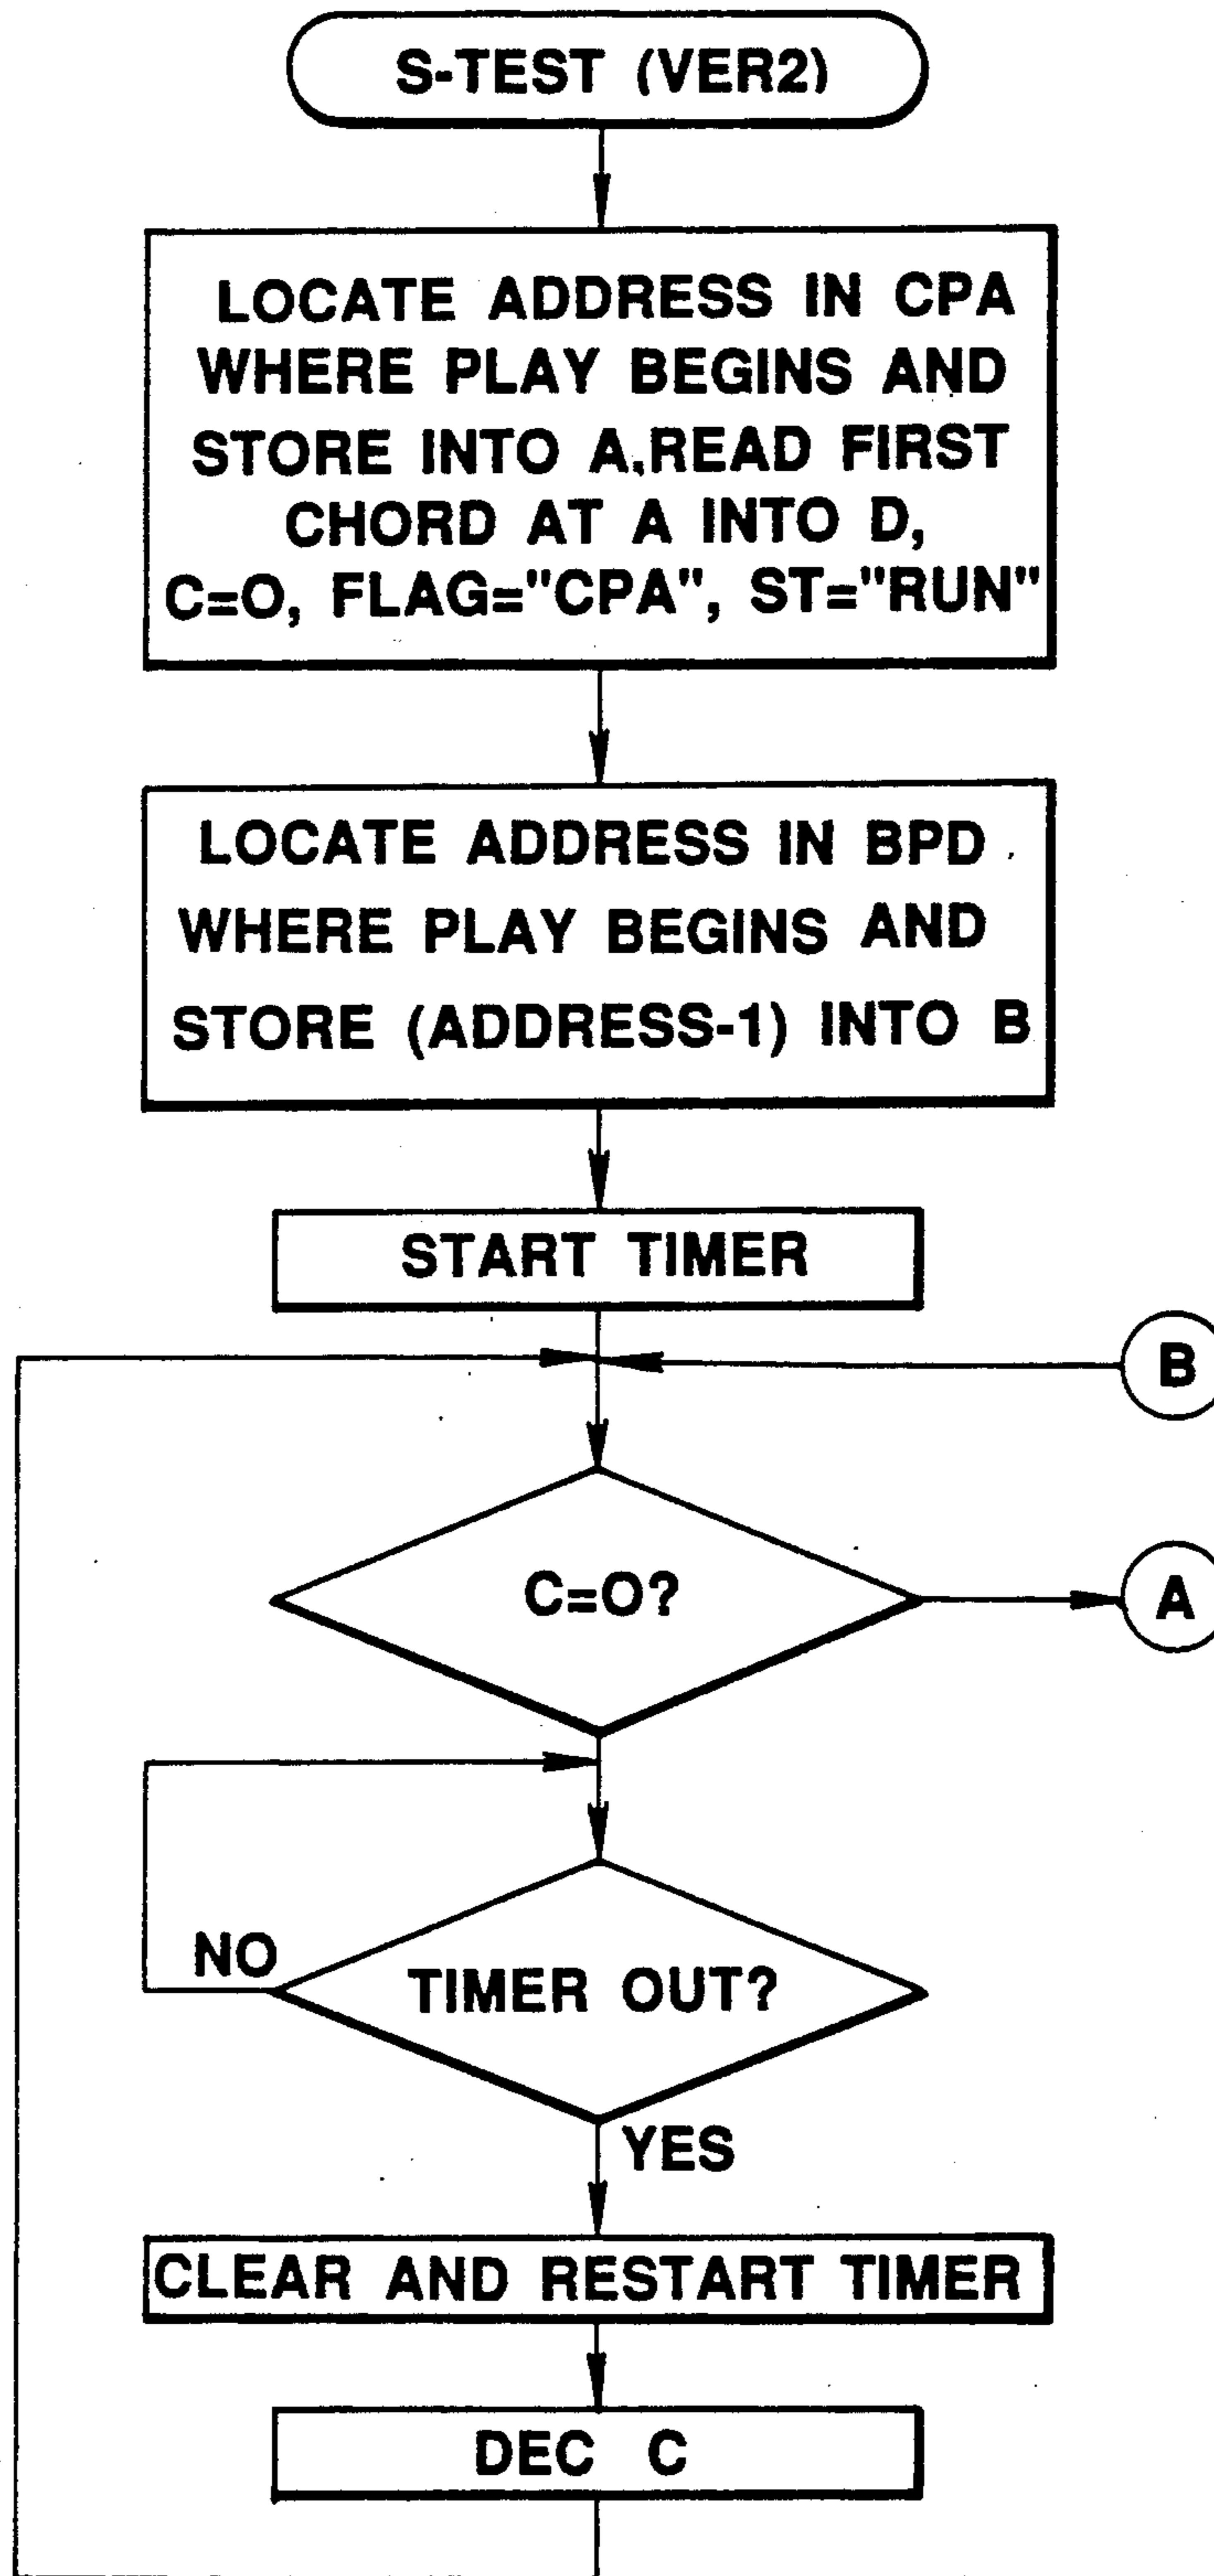 S-TEST (VER2)
LOCATE ADDRESS IN CPA
WHERE PLAY BEGINS AND
STORE INTO A,READ FIRST
CHORD AT A INTO D,
C=O, FLAG="CPA", ST="RUN"
LOCATE ADDRESS IN BPD
WHERE PLAY BEGINS AND
STORE (ADDRESS-1) INTO B
START TIMER
B
C=O?
A
NO
TIMER OUT?
YES
CLEAR AND RESTART TIMER
DEC C